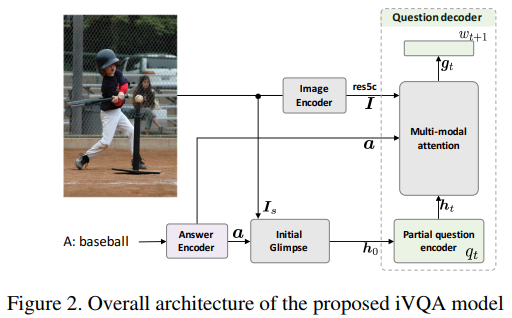 Question decoder
w_{t+1}
g_t
Image
Encoder
res5c
I
Multi-modal
attention
a
I_s
h_t
A: baseball
Answer
Encoder
a
Initial
Glimpse
h_0
Partial question
encoder
q_t
Figure 2. Overall architecture of the proposed iVQA model